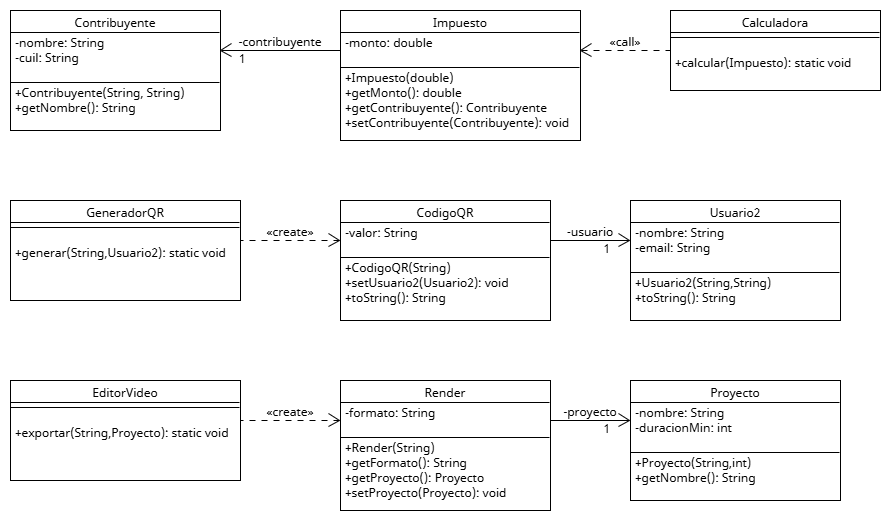 Contribuyente
-nombre: String
-cuil: String
+Contribuyente(String, String)
+getNombre(): String
-contribuyente
1
Impuesto
-monto: double
+Impuesto(double)
+getMonto(): double
+getContribuyente(): Contribuyente
+setContribuyente(Contribuyente): void
«call»
Calculadora
+calcular(Impuesto): static void
GeneradorQR
+generar(String,Usuario2): static void
«create»
CodigoQR
-valor: String
+CodigoQR(String)
+setUsuario2(Usuario2): void
+toString(): String
-usuario
1
Usuario2
-nombre: String
-email: String
+Usuario2(String,String)
+toString(): String
EditorVideo
+exportar(String,Proyecto): static void
«create»
Render
-formato: String
+Render(String)
+getFormato(): String
+getProyecto(): Proyecto
+setProyecto(Proyecto): void
-proyecto
1
Proyecto
-nombre: String
-duracionMin: int
+Proyecto(String,int)
+getNombre(): String